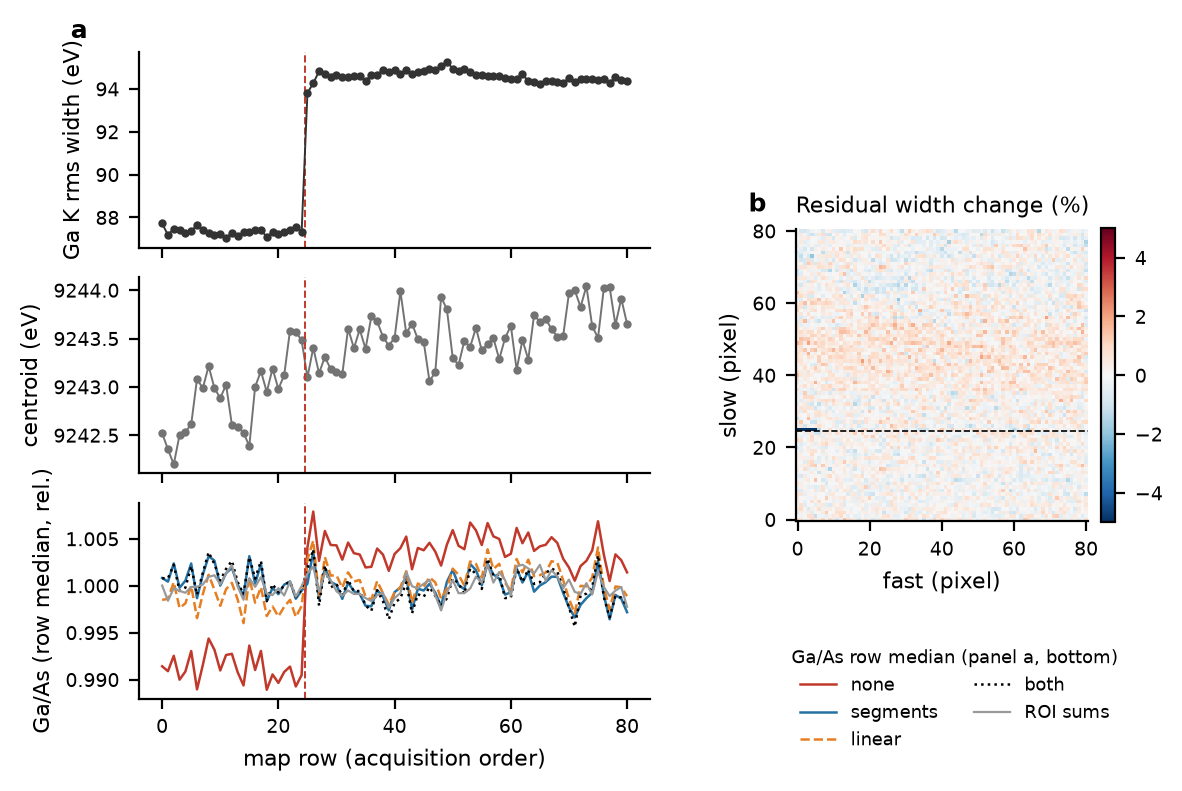 a
Ga K rms width (eV)
94
92
90
88
centroid (eV)
9244.0
9243.5
9243.0
9242.5
Ga/As (row median, rel.)
1.005
1.000
0.995
0.990
0
20
40
60
80
map row (acquisition order)
b
Residual width change (%)
slow (pixel)
80
60
40
20
0
0
20
40
60
80
fast (pixel)
4
2
0
−2
−4
Ga/As row median (panel a, bottom)
none
segments
linear
both
ROI sums